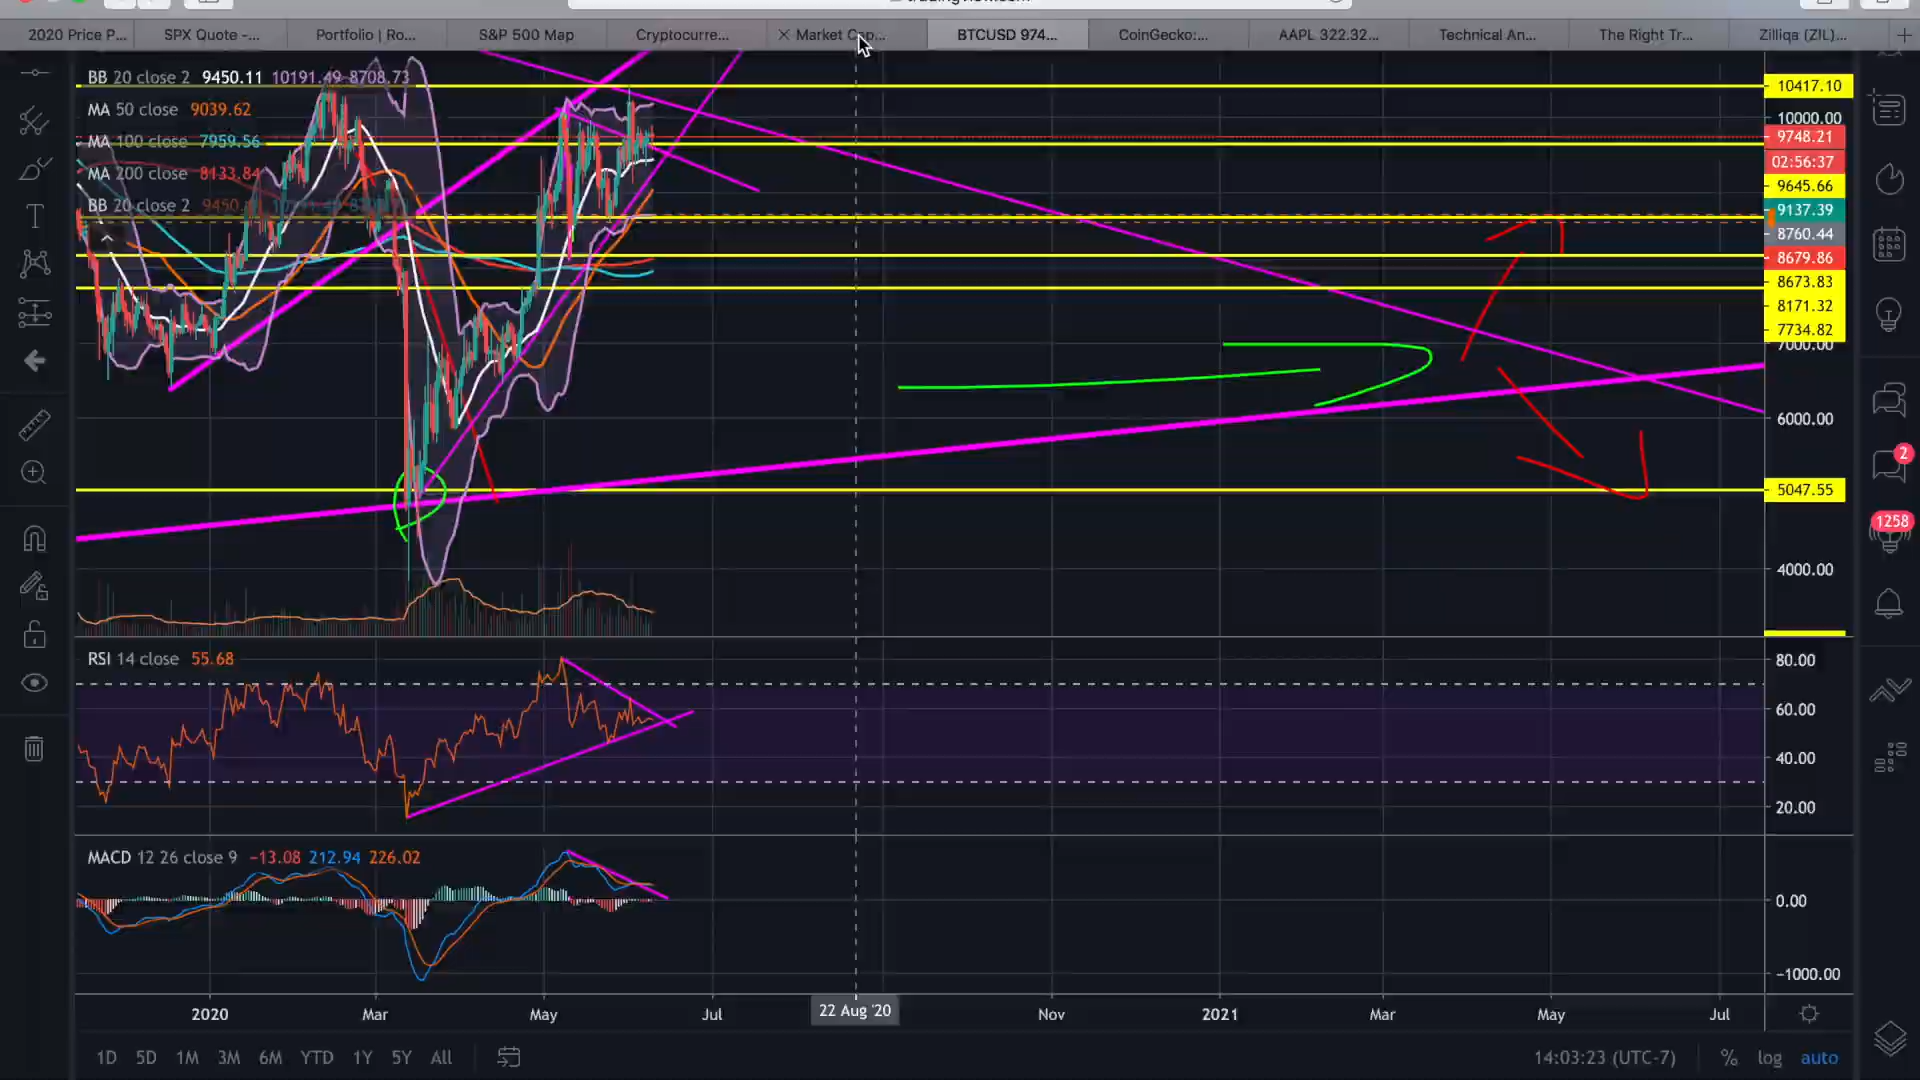 2020 Price P...
SPX Quote -...
Portfolio | Ro...
S&P 500 Map
Cryptocurre...
Market Cap...
BTCUSD 974...
CoinGecko:...
AAPL 322.32...
Technical An...
The Right Tr...
Zilliqa (ZIL)...
BB 20 close 2 9450.11 10191.49 8708.73
MA 50 close 9039.62
MA 100 close 7959.56
MA 200 close 8133.84
BB 20 close 2
10417.10
10000.00
9748.21
02:56:37
9645.66
9137.39
8760.44
8679.86
8673.83
8171.32
7734.82
7000.00
6000.00
5047.55
4000.00
2
1258
RSI 14 close 55.68
80.00
60.00
40.00
20.00
MACD 12 26 close 9 −13.08 212.94 226.02
0.00
−1000.00
2020
Mar
May
Jul
22 Aug '20
Nov
2021
Mar
May
Jul
1D 5D 1M 3M 6M YTD 1Y 5Y All
14:03:23 (UTC-7) % log auto